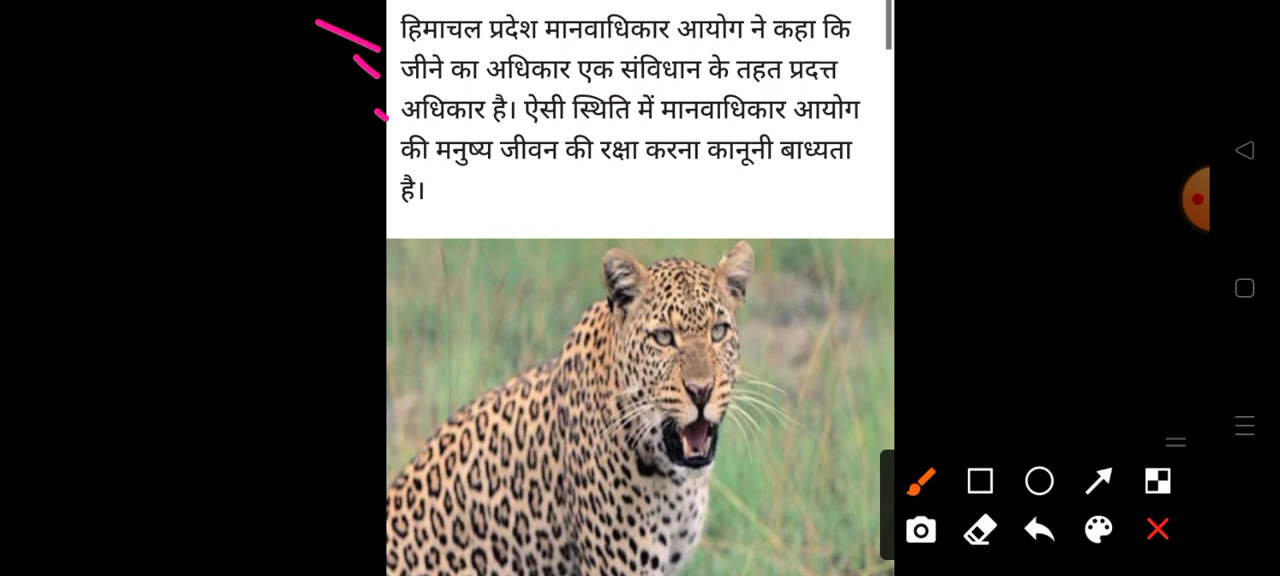 हिमाचल प्रदेश मानवाधिकार आयोग ने कहा कि
जीने का अधिकार एक संविधान के तहत प्रदत्त
अधिकार है। ऐसी स्थिति में मानवाधिकार आयोग
की मनुष्य जीवन की रक्षा करना कानूनी बाध्यता
है।